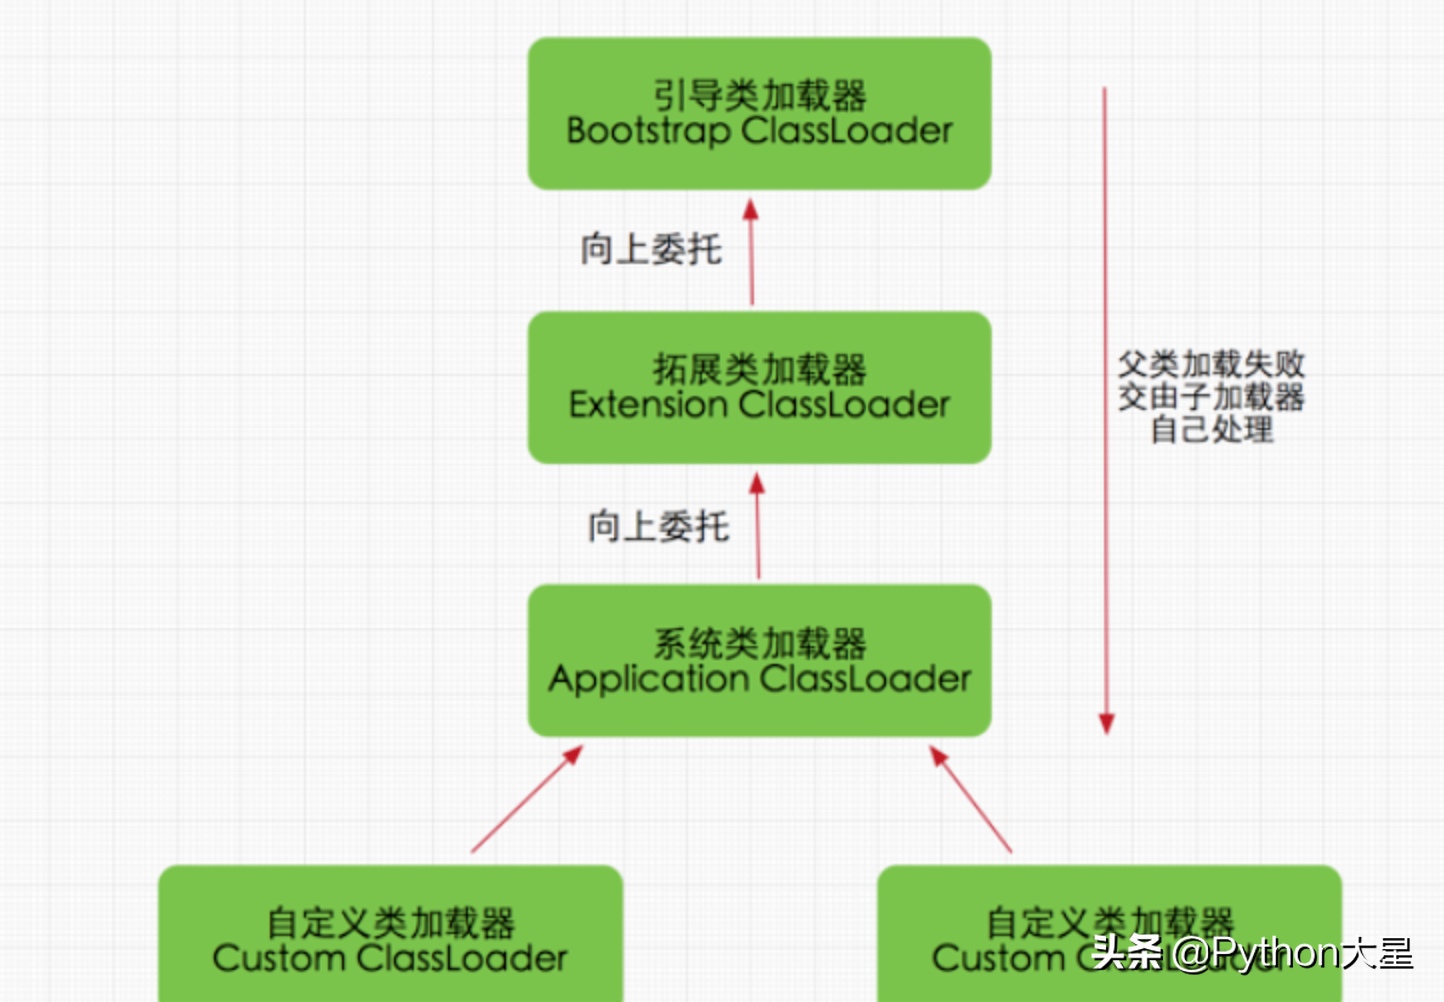 引导类加载器
Bootstrap ClassLoader
向上委托
拓展类加载器
Extension ClassLoader
父类加载失败
交由子加载器
自己处理
向上委托
系统类加载器
Application ClassLoader
自定义类加载器
Custom ClassLoader
自定义类加载器
Custom ClassLoader
头条 @Python大星